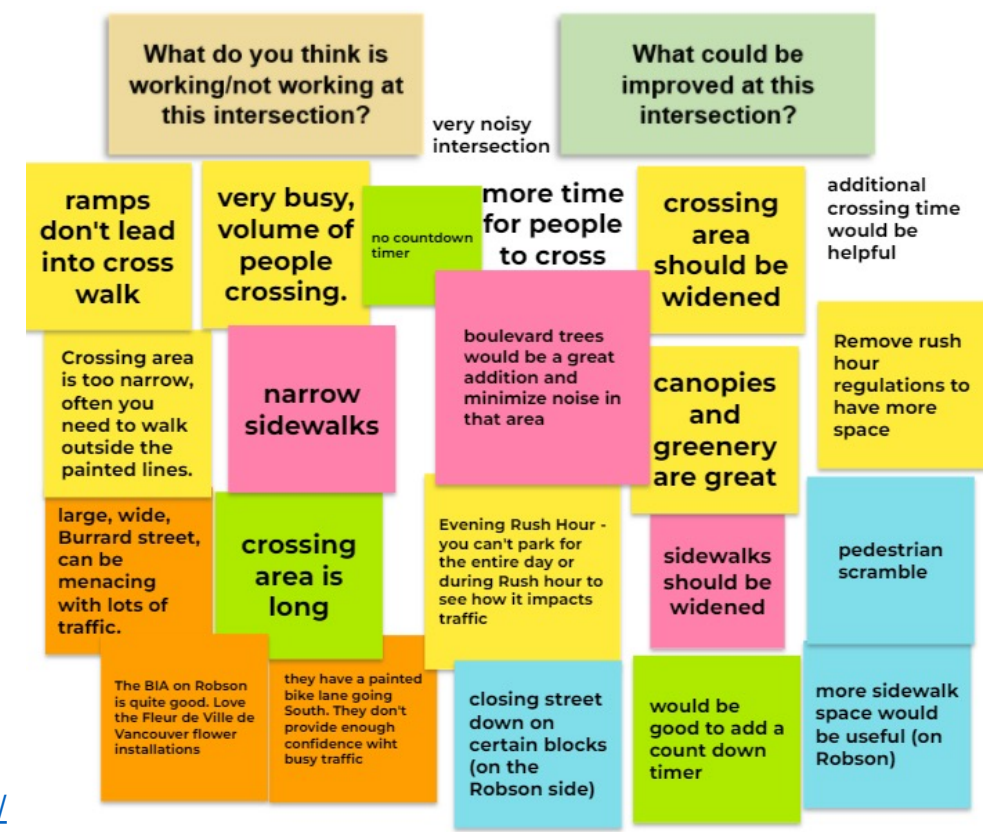 What do you think is
working/not working at
this intersection?
What could be
improved at this
intersection?
very noisy
intersection
ramps
don't lead
into cross
walk
very busy,
volume of
people
crossing.
no countdown
timer
more time
for people
to cross
crossing
area
should be
widened
additional
crossing time
would be
helpful
Crossing area
is too narrow,
often you
need to walk
outside the
painted lines.
narrow
sidewalks
boulevard trees
would be a great
addition and
minimize noise in
that area
canopies
and
greenery
are great
Remove rush
hour
regulations to
have more
space
large, wide,
Burrard street,
can be
menacing
with lots of
traffic.
crossing
area is
long
Evening Rush Hour -
you can't park for
the entire day or
during Rush hour to
see how it impacts
traffic
sidewalks
should be
widened
pedestrian
scramble
The BIA on Robson
is quite good. Love
the Fleur de Ville de
Vancouver flower
installations
they have a painted
bike lane going
South. They don't
provide enough
confidence wiht
busy traffic
closing street
down on
certain blocks
(on the
Robson side)
would be
good to add a
count down
timer
more sidewalk
space would
be useful (on
Robson)
/